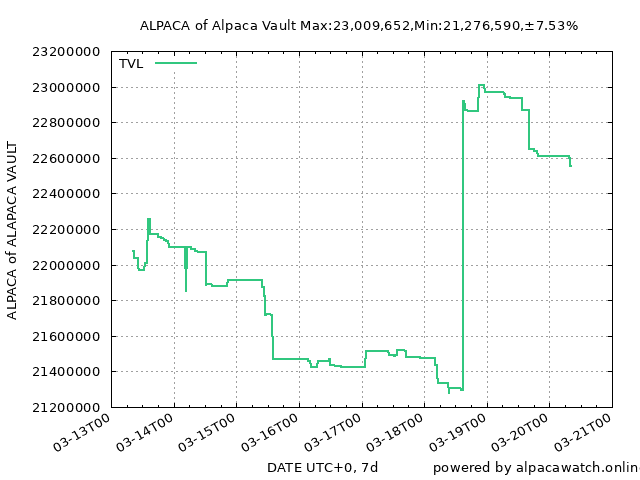 ALPACA of Alpaca Vault Max:23,009,652,Min:21,276,590,±7.53%
TVL
23200000
23000000
22800000
22600000
22400000
22200000
22000000
21800000
21600000
21400000
21200000
ALPACA of ALAPACA VAULT
03-13T00
03-14T00
03-15T00
03-16T00
03-17T00
03-18T00
03-19T00
03-20T00
03-21T00
DATE UTC+0, 7d
powered by alpacawatch.onlin